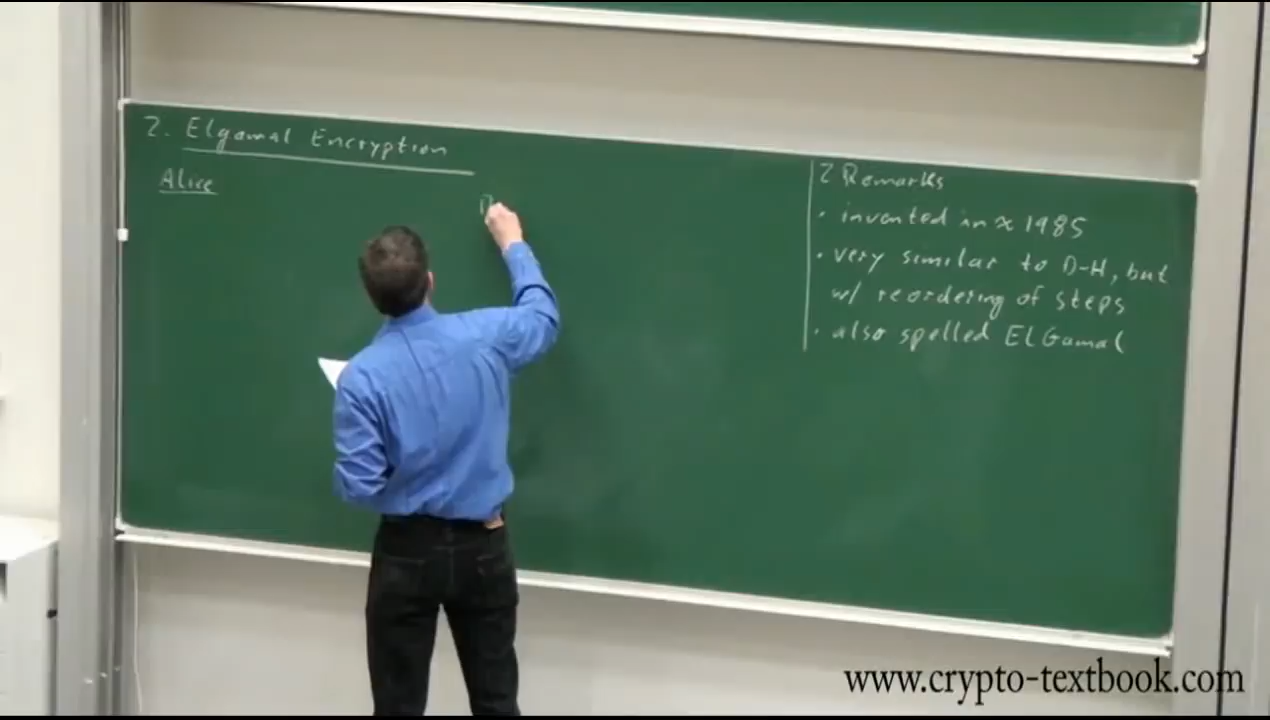 2. Elgamal Encryption
Alice
2 Remarks
· invented in ≈ 1985
· very similar to D-H, but
w/ reordering of steps
· also spelled ELGamal
www.crypto-textbook.com